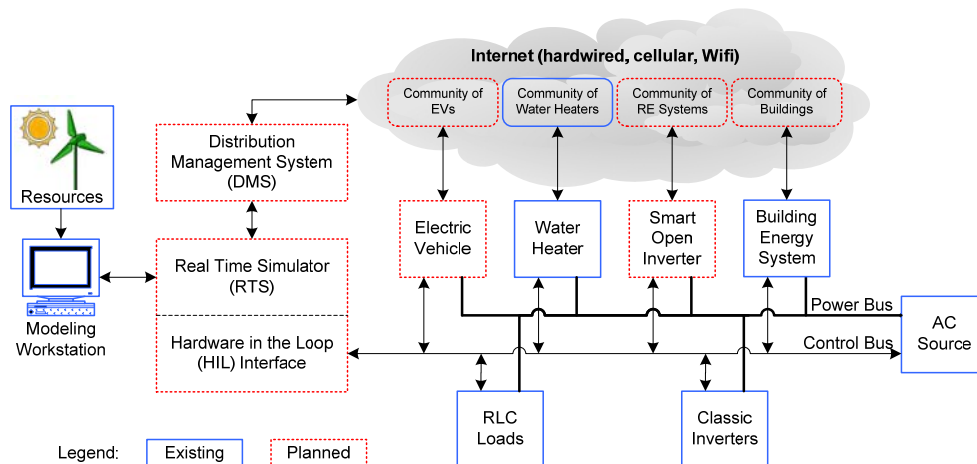 Internet (hardwired, cellular, Wifi)
Community of
EVs
Community of
Water Heaters
Community of
RE Systems
Community of
Buildings
Resources
Distribution
Management System
(DMS)
Electric
Vehicle
Water
Heater
Smart
Open
Inverter
Building
Energy
System
Modeling
Workstation
Real Time Simulator
(RTS)
Hardware in the Loop
(HIL) Interface
Power Bus
Control Bus
AC
Source
RLC
Loads
Classic
Inverters
Legend:
Existing
Planned